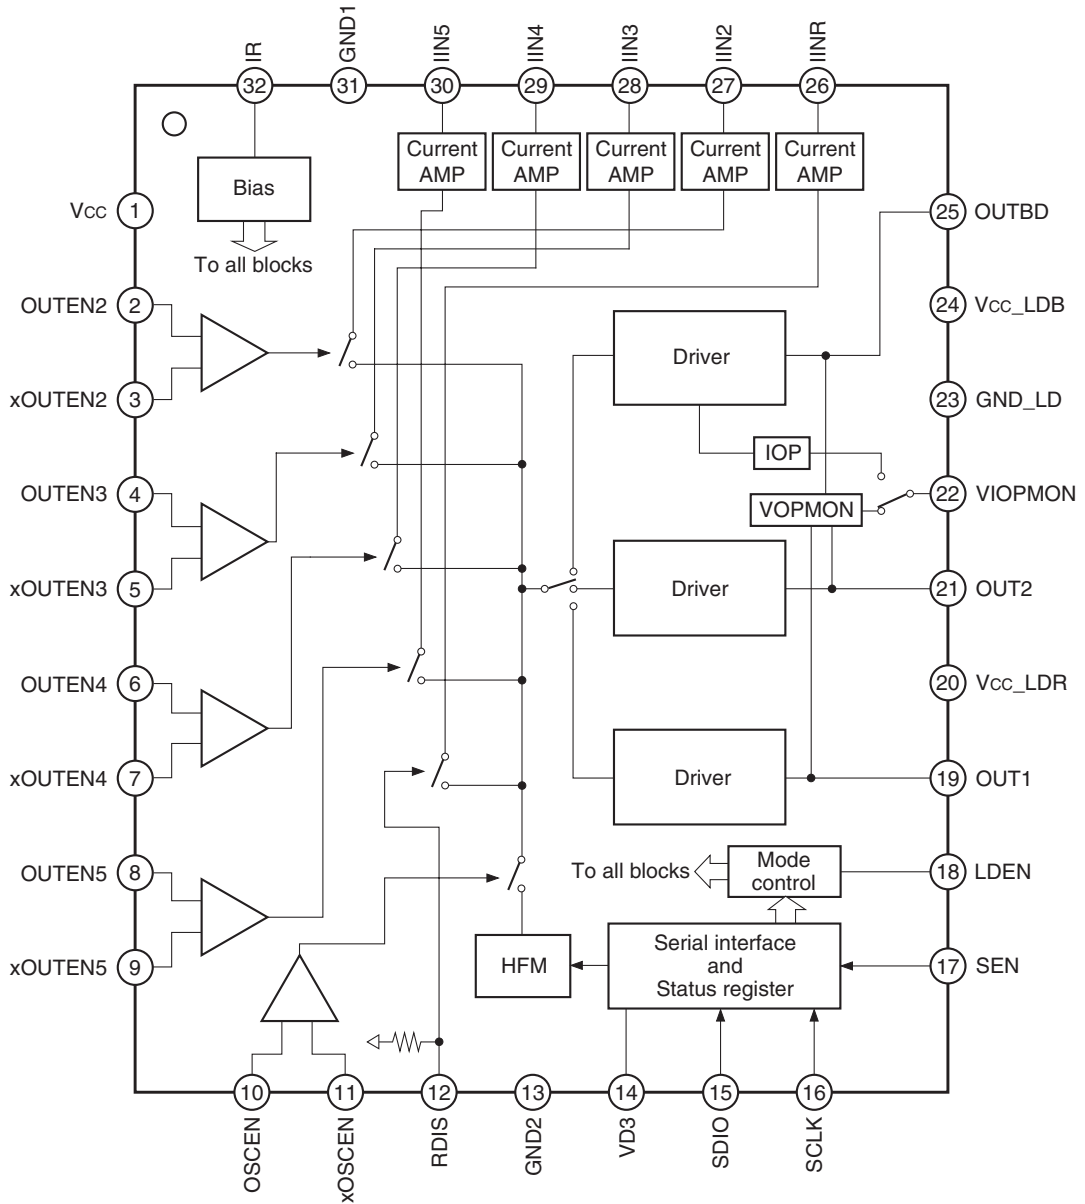 IR
GND1
IIN5
IIN4
IIN3
IIN2
IINR
32
31
30
29
28
27
26
Current
AMP
Current
AMP
Current
AMP
Current
AMP
Current
AMP
Bias
To all blocks
VCC
1
OUTEN2
2
xOUTEN2
3
OUTEN3
4
xOUTEN3
5
OUTEN4
6
xOUTEN4
7
OUTEN5
8
xOUTEN5
9
25
OUTBD
24
VCC_LDB
23
GND_LD
22
VIOPMON
21
OUT2
20
VCC_LDR
19
OUT1
18
LDEN
17
SEN
Driver
IOP
VOPMON
Driver
Driver
To all blocks
Mode
control
HFM
Serial interface
and
Status register
10
11
12
13
14
15
16
OSCEN
xOSCEN
RDIS
GND2
VD3
SDIO
SCLK